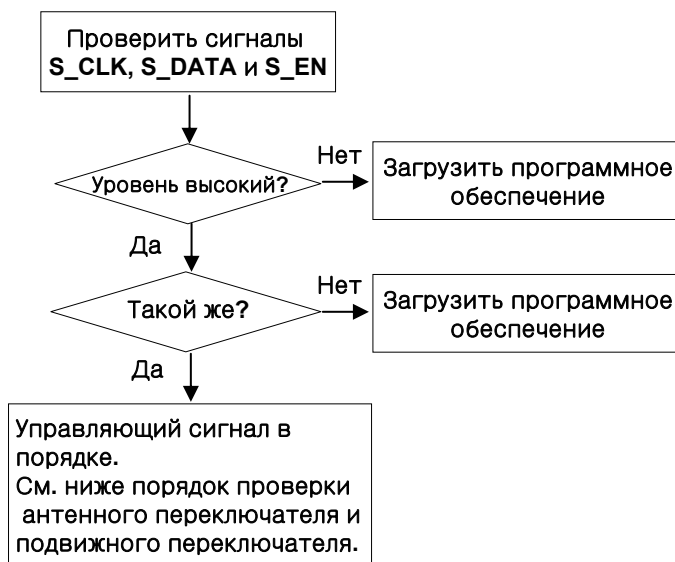 Проверить сигналы
S_CLK, S_DATA и S_EN
Уровень высокий?
Нет
Загрузить программное
обеспечение
Да
Такой же?
Нет
Загрузить программное
обеспечение
Да
Управляющий сигнал в
порядке.
См. ниже порядок проверки
антенного переключателя и
подвижного переключателя.